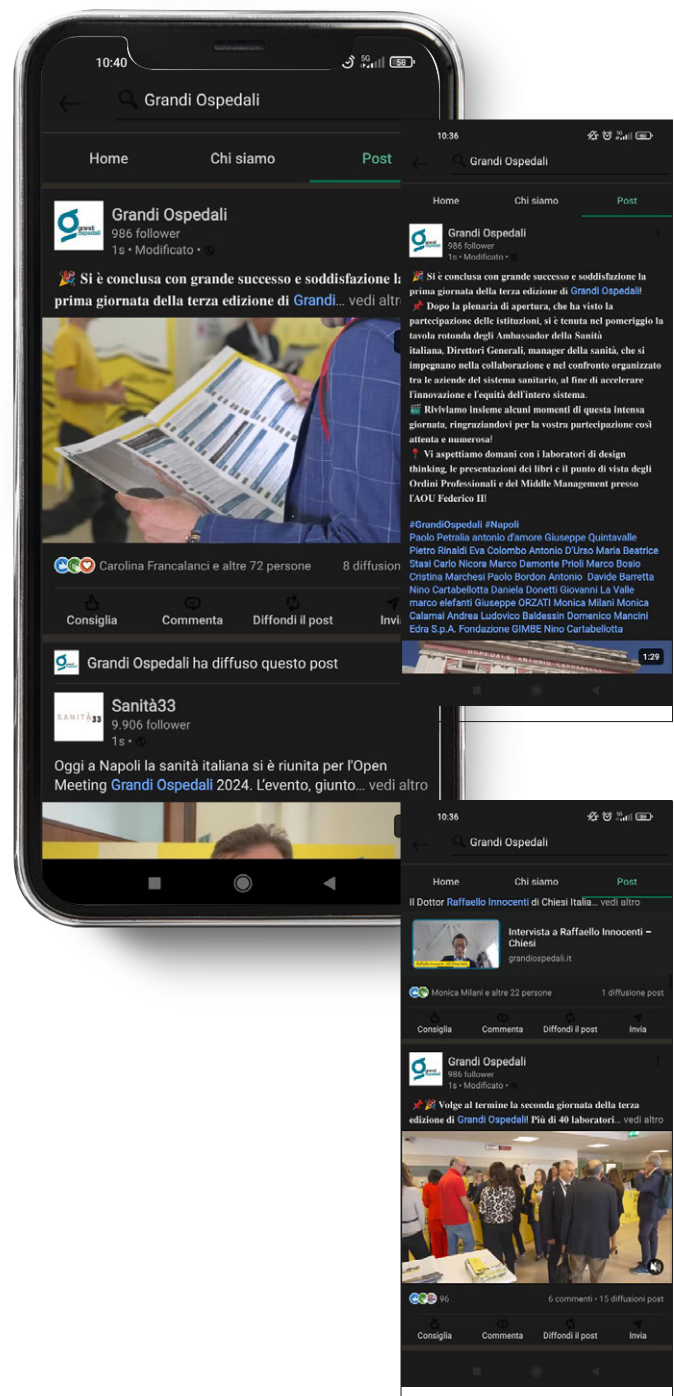 10:40
5G
58
Grandi Ospedali
Home
Chi siamo
Post
grandi
ospedali
Grandi Ospedali
986 follower
1s • Modificato •
🎉 Si è conclusa con grande successo e soddisfazione la
prima giornata della terza edizione di Grandi... vedi altr
Carolina Francalanci e altre 72 persone
8 diffusion
Consiglia
Commenta
Diffondi il post
Invi
Grandi Ospedali ha diffuso questo post
SANITÀ33
Sanità33
9.906 follower
1s •
Oggi a Napoli la sanità italiana si è riunita per l'Open
Meeting Grandi Ospedali 2024. L'evento, giunto... vedi altro
10:36
Grandi Ospedali
Home
Chi siamo
Post
grandi
ospedali
Grandi Ospedali
986 follower
1s • Modificato •
🎉 Si è conclusa con grande successo e soddisfazione la
prima giornata della terza edizione di Grandi Ospedali!
📌 Dopo la plenaria di apertura, che ha visto la
partecipazione delle istituzioni, si è tenuta nel pomeriggio la
tavola rotonda degli Ambassador della Sanità
italiana, Direttori Generali, manager della sanità, che si
impegnano nella collaborazione e nel confronto organizzato
tra le aziende del sistema sanitario, al fine di accelerare
l'innovazione e l'equità dell'intero sistema.
🎬 Riviviamo insieme alcuni momenti di questa intensa
giornata, ringraziandovi per la vostra partecipazione così
attenta e numerosa!
📍 Vi aspettiamo domani con i laboratori di design
thinking, le presentazioni dei libri e il punto di vista degli
Ordini Professionali e del Middle Management presso
l'AOU Federico II!
#GrandiOspedali #Napoli
Paolo Petralia antonio d'amore Giuseppe Quintavalle
Pietro Rinaldi Eva Colombo Antonio D'Urso Maria Beatrice
Stasi Carlo Nicora Marco Damonte Prioli Marco Bosio
Cristina Marchesi Paolo Bordon Antonio Davide Barretta
Nino Cartabellotta Daniela Donetti Giovanni La Valle
marco elefanti Giuseppe ORZATI Monica Milani Monica
Calamai Andrea Ludovico Baldessin Domenico Mancini
Edra S.p.A. Fondazione GIMBE Nino Cartabellotta
OSPEDALE ANTONIO CARDARELLI
1:29
10:36
Grandi Ospedali
Home
Chi siamo
Post
Il Dottor Raffaello Innocenti di Chiesi Italia... vedi altro
Intervista a Raffaello Innocenti –
Chiesi
grandiospedali.it
Monica Milani e altre 22 persone
1 diffusione post
Consiglia
Commenta
Diffondi il post
Invia
grandi
ospedali
Grandi Ospedali
986 follower
1s • Modificato •
📌🎉 Volge al termine la seconda giornata della terza
edizione di Grandi Ospedali! Più di 40 laboratori... vedi altro
96
6 commenti • 15 diffusioni post
Consiglia
Commenta
Diffondi il post
Invia